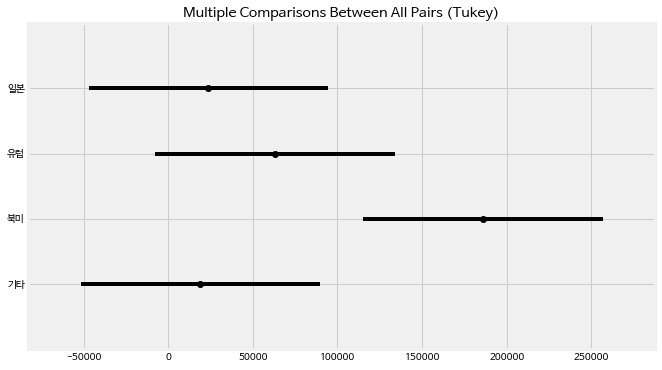 Multiple Comparisons Between All Pairs (Tukey)
일본
유럽
북미
기타
−50000 0 50000 100000 150000 200000 250000